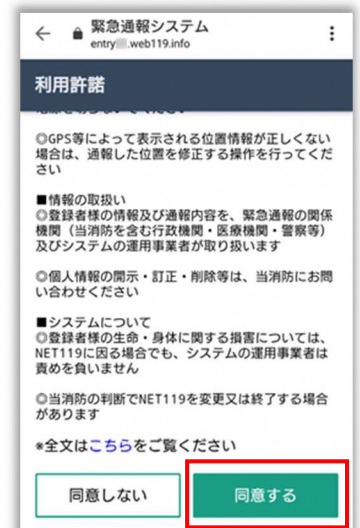 緊急通報システム
entry .web119.info
利用許諾
◎GPS等によって表示される位置情報が正しくない
場合は、通報した位置を修正する操作を行ってくだ
さい
■情報の取扱い
◎登録者様の情報及び通報内容を、緊急通報の関係
機関（当消防を含む行政機関・医療機関・警察等）
及びシステムの運用事業者が取り扱います
◎個人情報の開示・訂正・削除等は、当消防にお問
い合わせください
■システムについて
◎登録者様の生命・身体に関する損害については、
NET119に因る場合でも、システムの運用事業者は
責めを負いません
◎当消防の判断でNET119を変更又は終了する場合
があります
※全文はこちらをご覧ください
同意しない 同意する